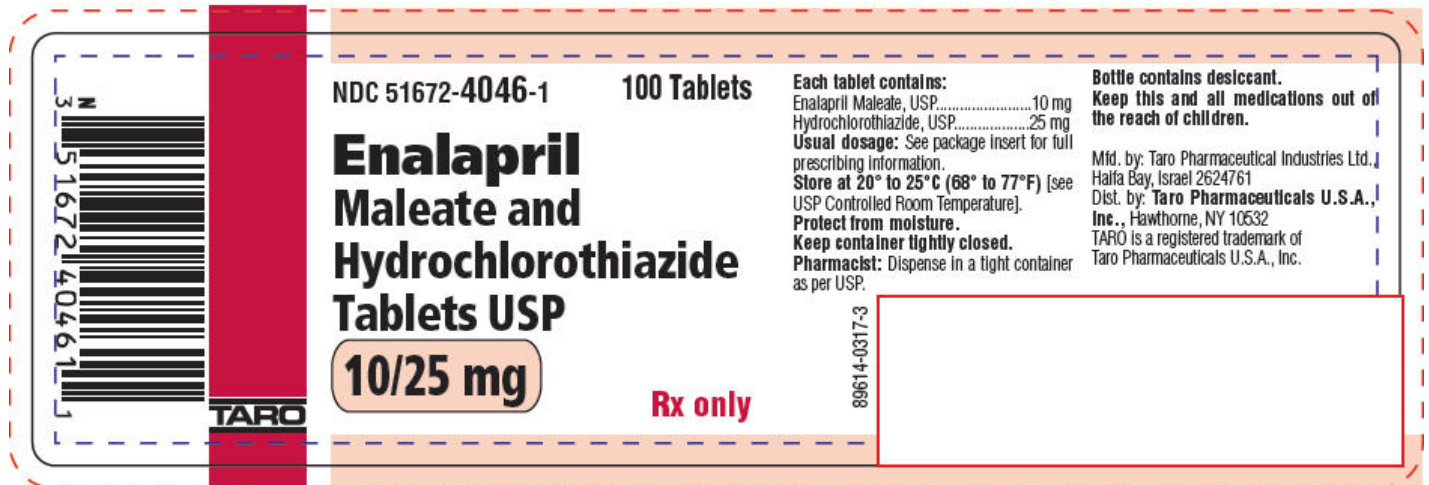 N
3
51672 40461
1
TARO
NDC 51672-4046-1 100 Tablets
Enalapril
Maleate and
Hydrochlorothiazide
Tablets USP
10/25 mg
Rx only
Each tablet contains:
Enalapril Maleate, USP........................10 mg
Hydrochlorothiazide, USP...................25 mg
Usual dosage: See package insert for full
prescribing information.
Store at 20° to 25°C (68° to 77°F) [see
USP Controlled Room Temperature].
Protect from moisture.
Keep container tightly closed.
Pharmacist: Dispense in a tight container
as per USP.
89614-0317-3
Bottle contains desiccant.
Keep this and all medications out of
the reach of children.
Mfd. by: Taro Pharmaceutical Industries Ltd.,
Haifa Bay, Israel 2624761
Dist. by: Taro Pharmaceuticals U.S.A.,
Inc., Hawthorne, NY 10532
TARO is a registered trademark of
Taro Pharmaceuticals U.S.A., Inc.